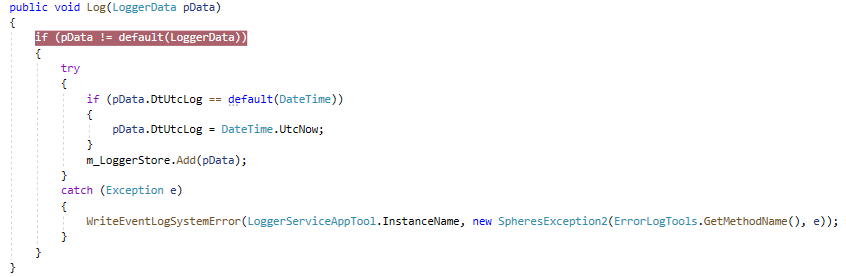 public void Log(LoggerData pData)
{
if (pData != default(LoggerData))
{
try
{
if (pData.DtUtcLog == default(DateTime))
{
pData.DtUtcLog = DateTime.UtcNow;
}
m_LoggerStore.Add(pData);
}
catch (Exception e)
{
WriteEventLogSystemError(LoggerServiceAppTool.InstanceName, new SpheresException2(ErrorLogTools.GetMethodName(), e));
}
}
}